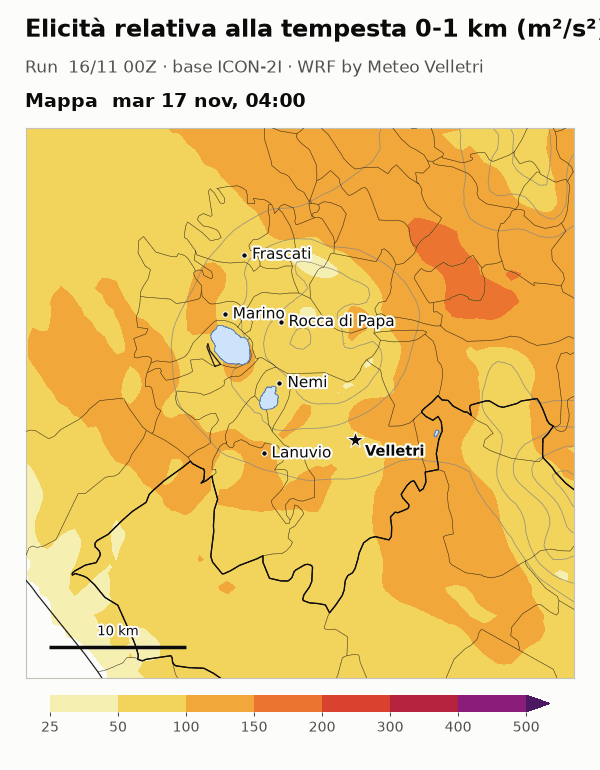 Elicità relativa alla tempesta 0-1 km (m²/s²)
Run 16/11 00Z · base ICON-2I · WRF by Meteo Velletri
Mappa mar 17 nov, 04:00
Frascati
Marino
Rocca di Papa
Nemi
Velletri
Lanuvio
10 km
25 50 100 150 200 300 400 500